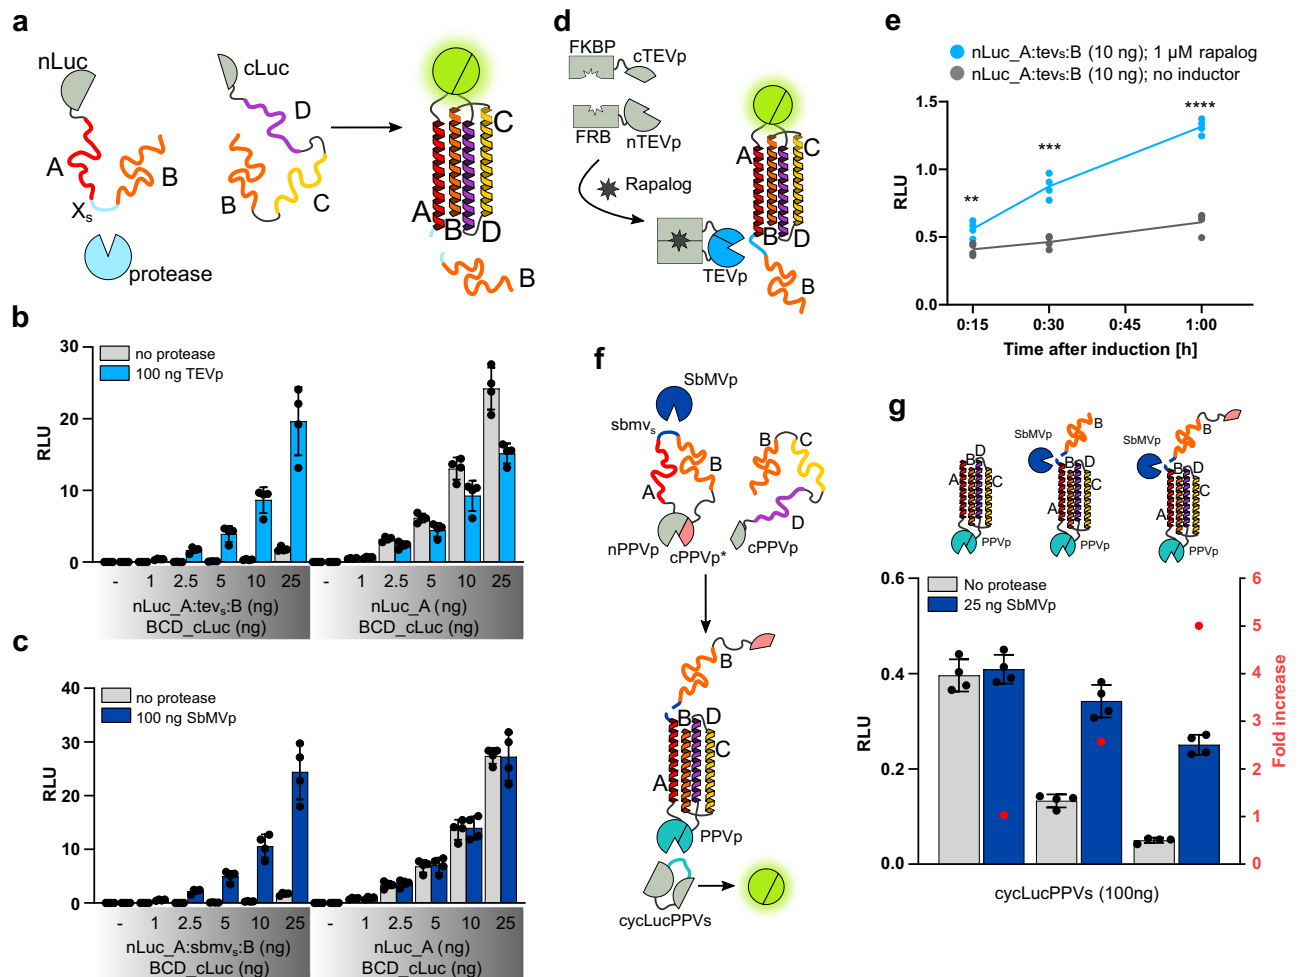 a
nLuc
cLuc
D
A
B
Xₛ
B
C
protease
C
A
B
D
B
b
no protease
100 ng TEVp
RLU
30
20
10
0
- 1 2.5 5 10 25 - 1 2.5 5 10 25
nLuc_A:tevₛ:B (ng) nLuc_A (ng)
BCD_cLuc (ng) BCD_cLuc (ng)
c
no protease
100 ng SbMVp
RLU
40
30
20
10
0
- 1 2.5 5 10 25 - 1 2.5 5 10 25
nLuc_A:sbmvₛ:B (ng) nLuc_A (ng)
BCD_cLuc (ng) BCD_cLuc (ng)
d
FKBP
cTEVp
FRB
nTEVp
Rapalog
A
C
B
D
TEVp
B
e
nLuc_A:tevₛ:B (10 ng); 1 µM rapalog
nLuc_A:tevₛ:B (10 ng); no inductor
RLU
1.5
1.0
0.5
0.0
**
***
****
0:15 0:30 0:45 1:00
Time after induction [h]
f
SbMVp
sbmvₛ
B
A
nPPVp
cPPVp*
B
C
D
cPPVp
B
B
D
C
A
PPVp
cycLucPPVs
g
B
D
A
C
PPVp
SbMVp
B
B
D
A
C
PPVp
SbMVp
B
B
D
A
C
PPVp
No protease
25 ng SbMVp
RLU
0.6
0.4
0.2
0.0
6
5
4
3
2
1
0
Fold increase
cycLucPPVs (100ng)